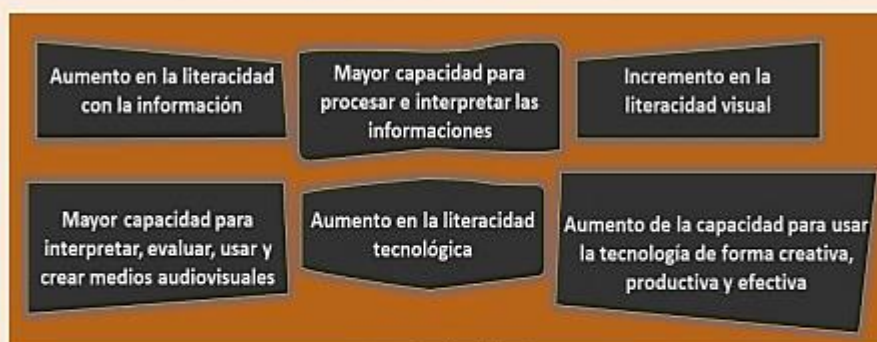 Aumento en la literacidad
con la información
Mayor capacidad para
procesar e interpretar las
informaciones
Incremento en la
literacidad visual
Mayor capacidad para
interpretar, evaluar, usar y
crear medios audiovisuales
Aumento en la literacidad
tecnológica
Aumento de la capacidad para usar
la tecnología de forma creativa,
productiva y efectiva